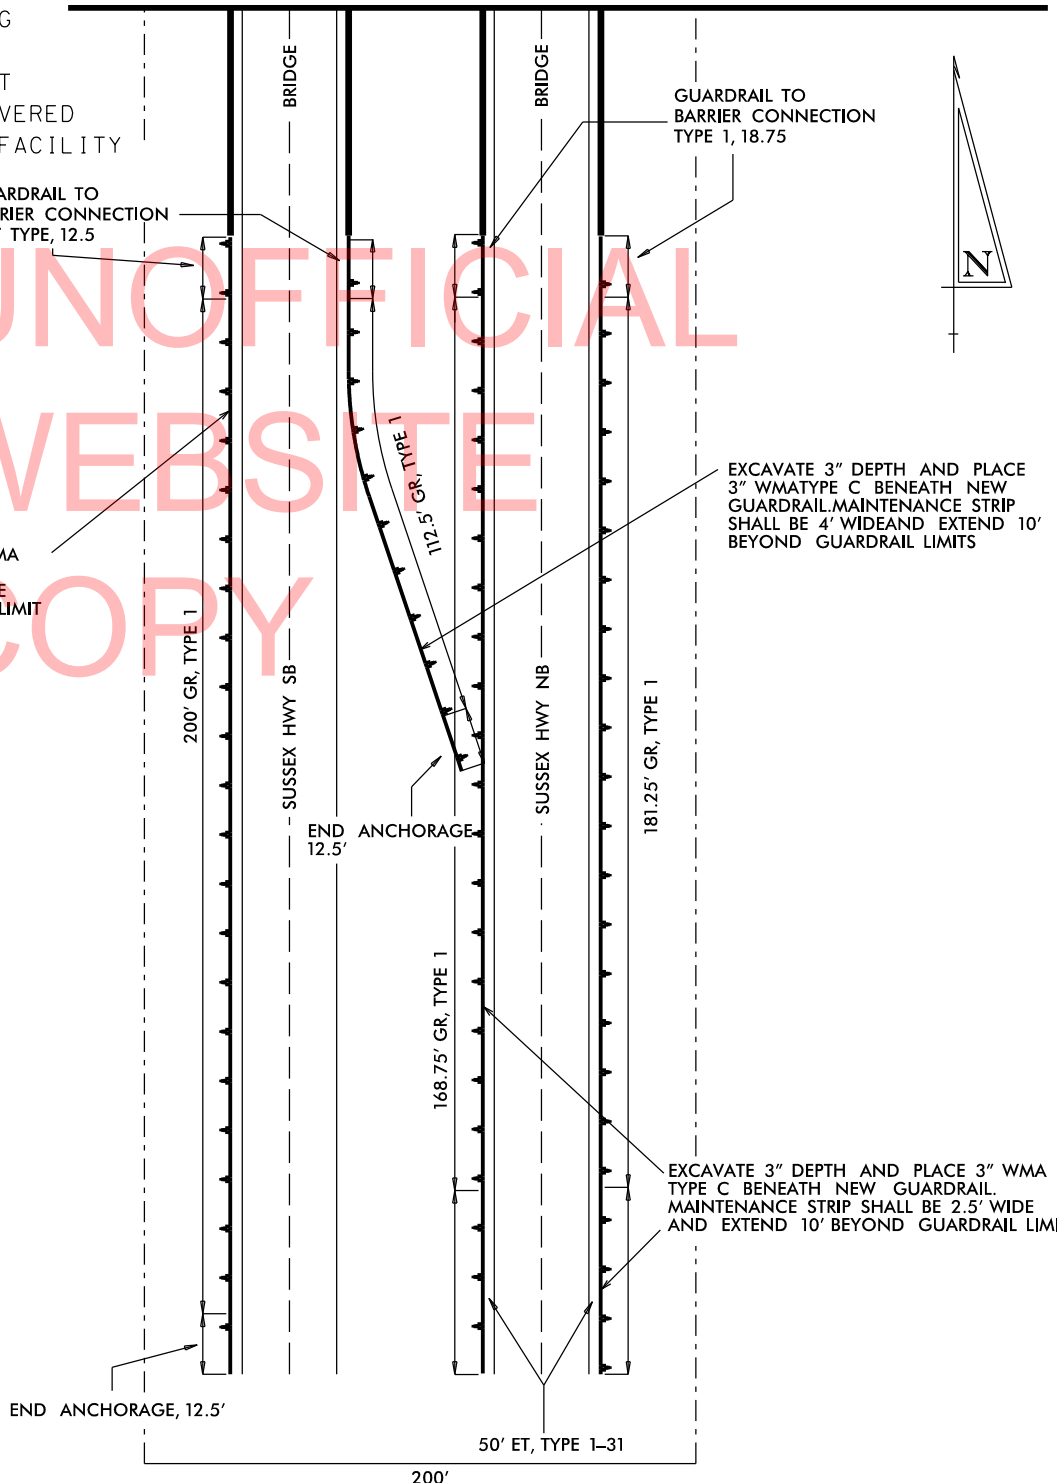 G
T
VERED
FACILITY
BRIDGE
BRIDGE
GUARDRAIL TO
BARRIER CONNECTION
TYPE 1, 18.75
ARDRAIL TO
RIER CONNECTION
TYPE, 12.5
N
UNOFFICIAL
WEBSITE
COPY
112.5' GR, TYPE 1
EXCAVATE 3" DEPTH AND PLACE
3" WMATYPE C BENEATH NEW
GUARDRAIL.MAINTENANCE STRIP
SHALL BE 4' WIDEAND EXTEND 10'
BEYOND GUARDRAIL LIMITS
MA
E
LIMIT
200' GR, TYPE 1
SUSSEX HWY SB
SUSSEX HWY NB
181.25' GR, TYPE 1
END ANCHORAGE
12.5'
168.75' GR, TYPE 1
EXCAVATE 3" DEPTH AND PLACE 3" WMA
TYPE C BENEATH NEW GUARDRAIL.
MAINTENANCE STRIP SHALL BE 2.5' WIDE
AND EXTEND 10' BEYOND GUARDRAIL LIM
END ANCHORAGE, 12.5'
50' ET, TYPE 1-31
200'